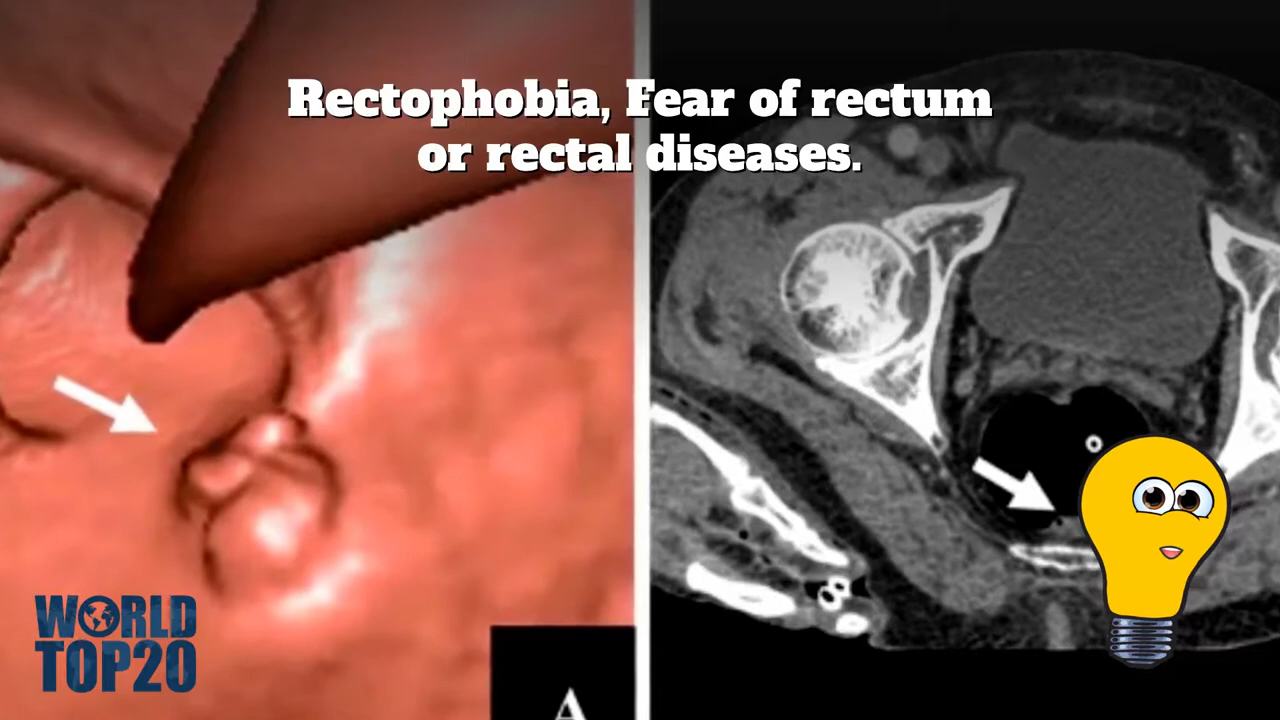 Rectophobia, Fear of rectum
or rectal diseases.
WORLD
TOP20
A